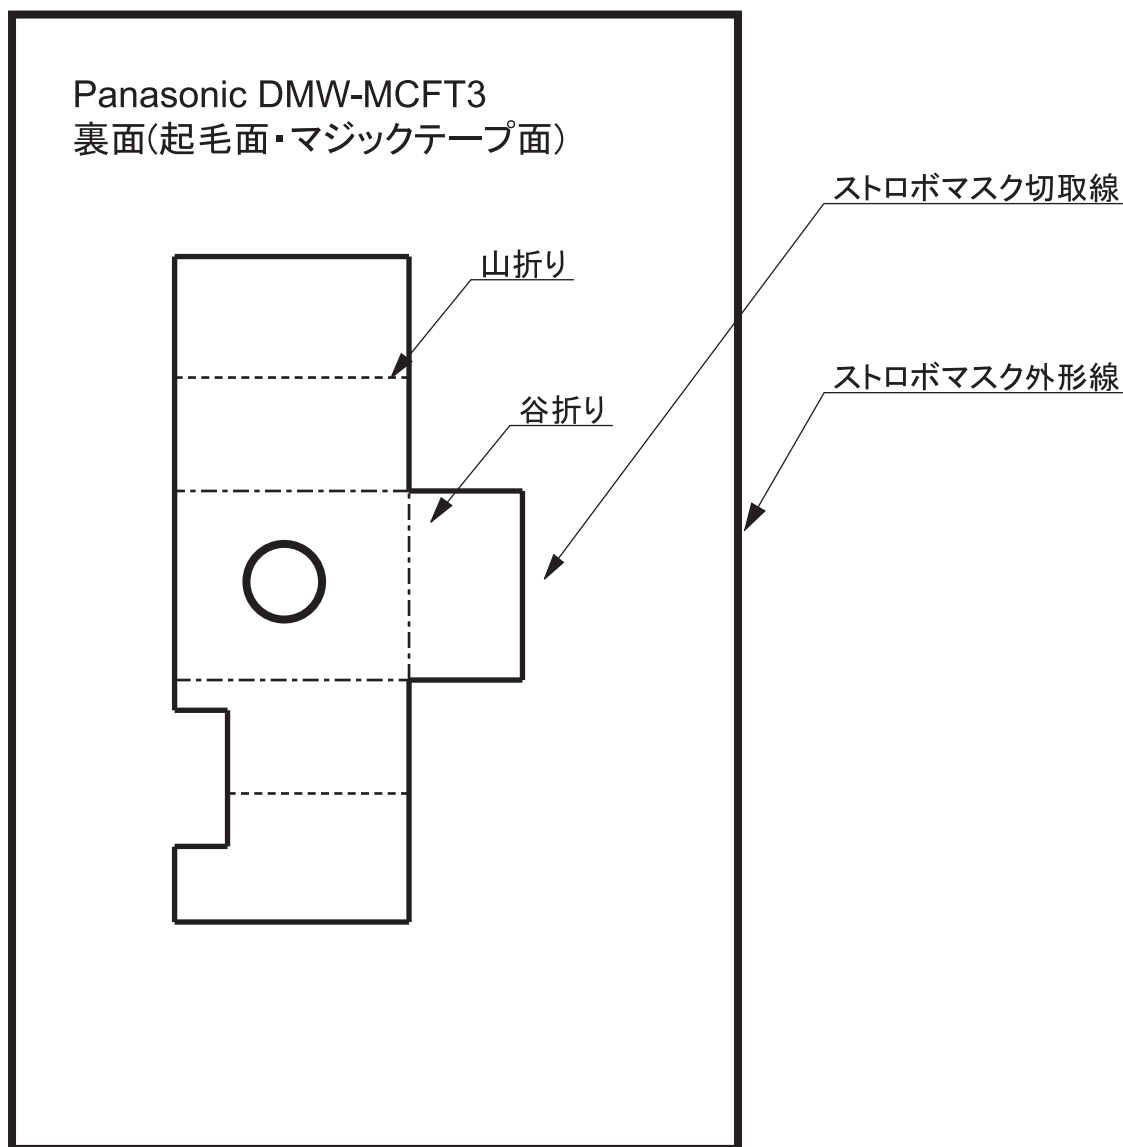 Panasonic DMW-MCFT3
裏面(起毛面・マジックテープ面)
ストロボマスク切取線
山折り
ストロボマスク外形線
谷折り